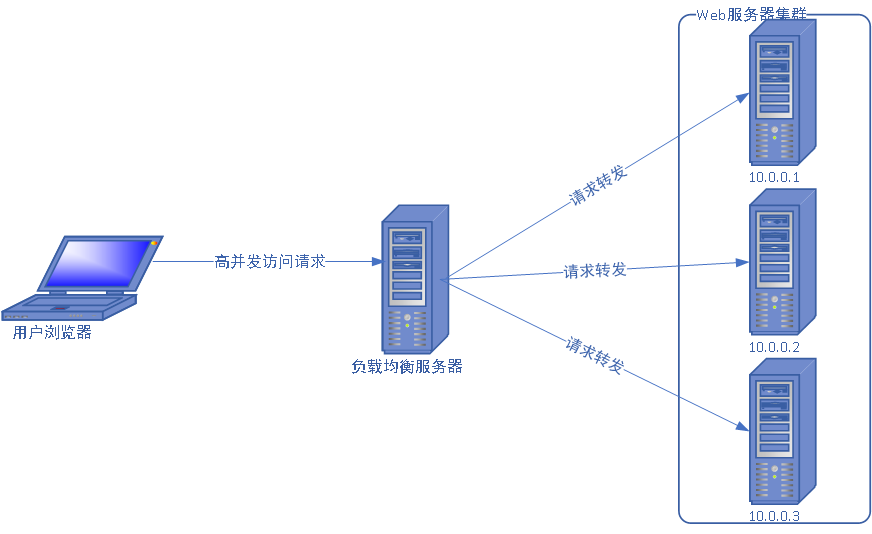 Web服务器集群
10.0.0.1
请求转发
高并发访问请求
请求转发
用户浏览器
10.0.0.2
请求转发
负载均衡服务器
10.0.0.3